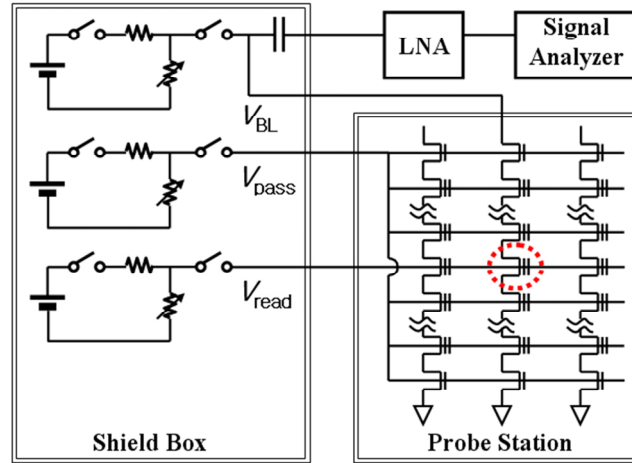 LNA
Signal
Analyzer
VBL
Vpass
Vread
Shield Box
Probe Station